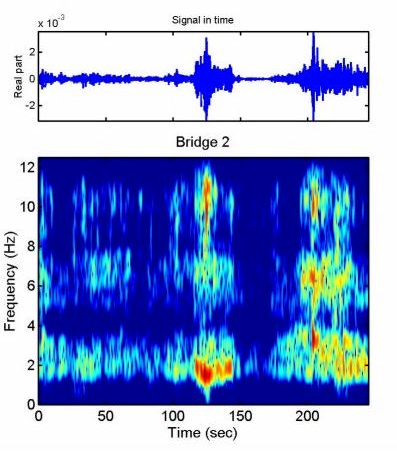 x 10⁻³
Signal in time
Real part
2
0
-2
Bridge 2
Frequency (Hz)
12
10
8
6
4
2
0
0 50 100 150 200
Time (sec)